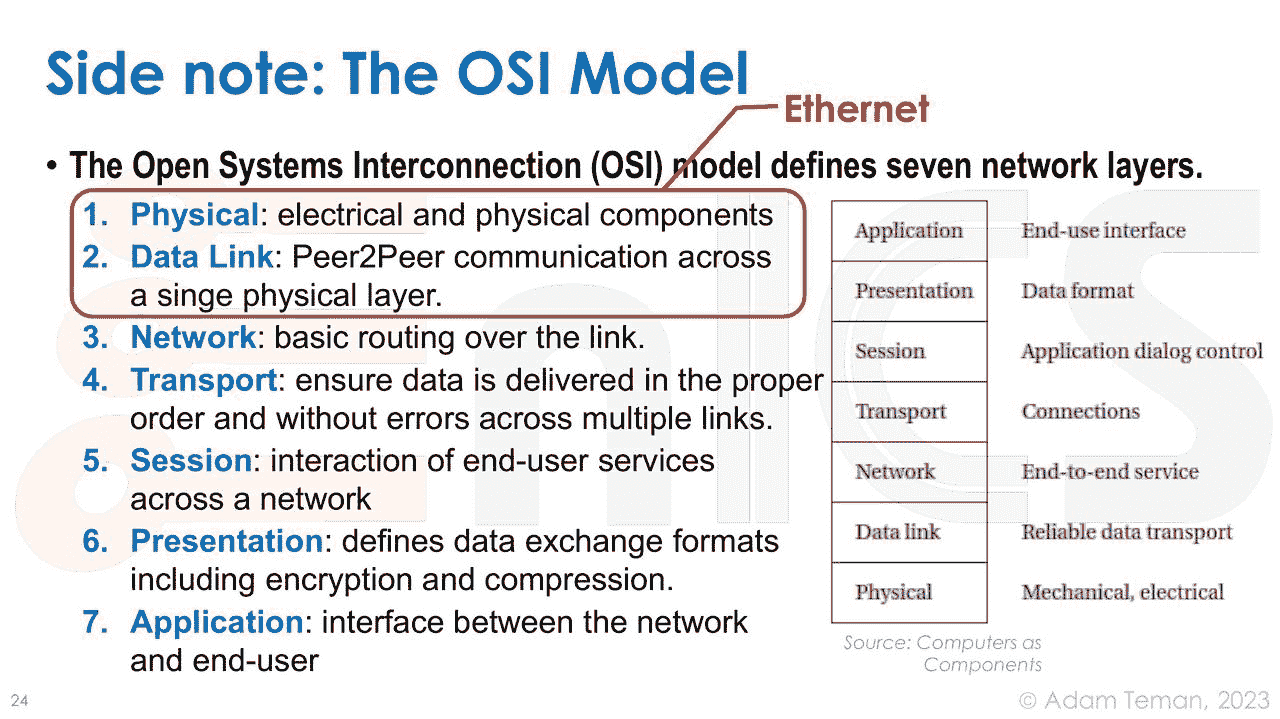 Side note: The OSI Model
Ethernet
• The Open Systems Interconnection (OSI) model defines seven network layers.
1. Physical: electrical and physical components
2. Data Link: Peer2Peer communication across
a singe physical layer.
3. Network: basic routing over the link.
4. Transport: ensure data is delivered in the proper
order and without errors across multiple links.
5. Session: interaction of end-user services
across a network
6. Presentation: defines data exchange formats
including encryption and compression.
7. Application: interface between the network
and end-user
Application End-use interface
Presentation Data format
Session Application dialog control
Transport Connections
Network End-to-end service
Data link Reliable data transport
Physical Mechanical, electrical
Source: Computers as
Components
24
© Adam Teman, 2023
EnICS